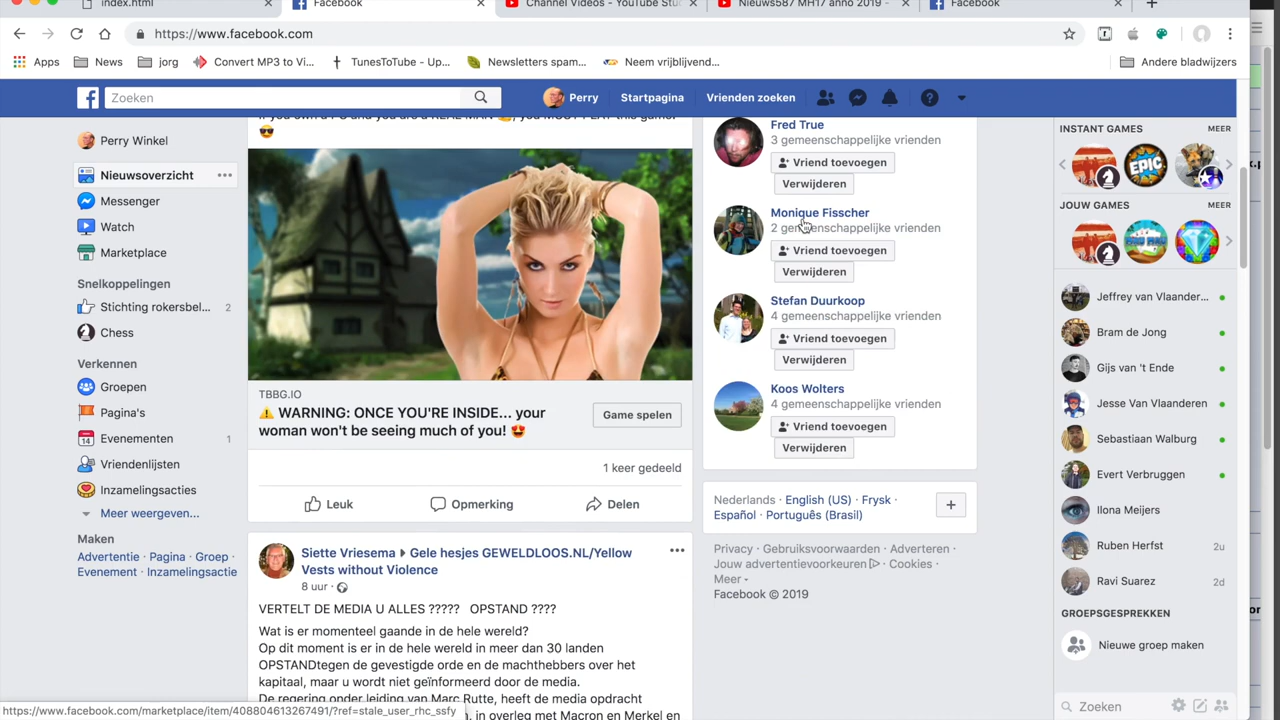 index.html
Facebook
Channel Videos - YouTube Stu
Nieuws587 MH17 anno 2019 -
Facebook
https://www.facebook.com
Apps
News
jorg
Convert MP3 to Vi...
TunesToTube - Up...
Newsletters spam...
Neem vrijblijvend...
Andere bladwijzers
Zoeken
Perry
Startpagina
Vrienden zoeken
Perry Winkel
Nieuwsoverzicht
Messenger
Watch
Marketplace
Snelkoppelingen
Stichting rokersbel... 2
Chess
Verkennen
Groepen
Pagina's
Evenementen 1
Vriendenlijsten
Inzamelingsacties
Meer weergeven...
Maken
Advertentie · Pagina · Groep ·
Evenement · Inzamelingsactie
TBBG.IO
⚠️ WARNING: ONCE YOU'RE INSIDE... your
woman won't be seeing much of you! 😍
Game spelen
1 keer gedeeld
Leuk
Opmerking
Delen
Siette Vriesema ▸ Gele hesjes GEWELDLOOS.NL/Yellow
Vests without Violence
8 uur ·
VERTELT DE MEDIA U ALLES ????? OPSTAND ????
Wat is er momenteel gaande in de hele wereld?
Op dit moment is er in de hele wereld in meer dan 30 landen
OPSTANDtegen de gevestigde orde en de machthebbers over het
kapitaal, maar u wordt niet geïnformeerd door de media.
De regering onder leiding van Marc Rutte, heeft de media opdracht
in overleg met Macron en Merkel en
Fred True
3 gemeenschappelijke vrienden
Vriend toevoegen
Verwijderen
Monique Fisscher
2 gemeenschappelijke vrienden
Vriend toevoegen
Verwijderen
Stefan Duurkoop
4 gemeenschappelijke vrienden
Vriend toevoegen
Verwijderen
Koos Wolters
4 gemeenschappelijke vrienden
Vriend toevoegen
Verwijderen
Nederlands · English (US) · Frysk ·
Español · Português (Brasil)
Privacy · Gebruiksvoorwaarden · Adverteren ·
Jouw advertentievoorkeuren · Cookies ·
Meer
Facebook © 2019
INSTANT GAMES MEER
EPIC
JOUW GAMES MEER
Jeffrey van Vlaander...
Bram de Jong
Gijs van 't Ende
Jesse Van Vlaanderen
Sebastiaan Walburg
Evert Verbruggen
Ilona Meijers
Ruben Herfst 2u
Ravi Suarez 2d
GROEPSGESPREKKEN
Nieuwe groep maken
Zoeken
https://www.facebook.com/marketplace/item/408804613267491/?ref=stale_user_rhc_ssfy